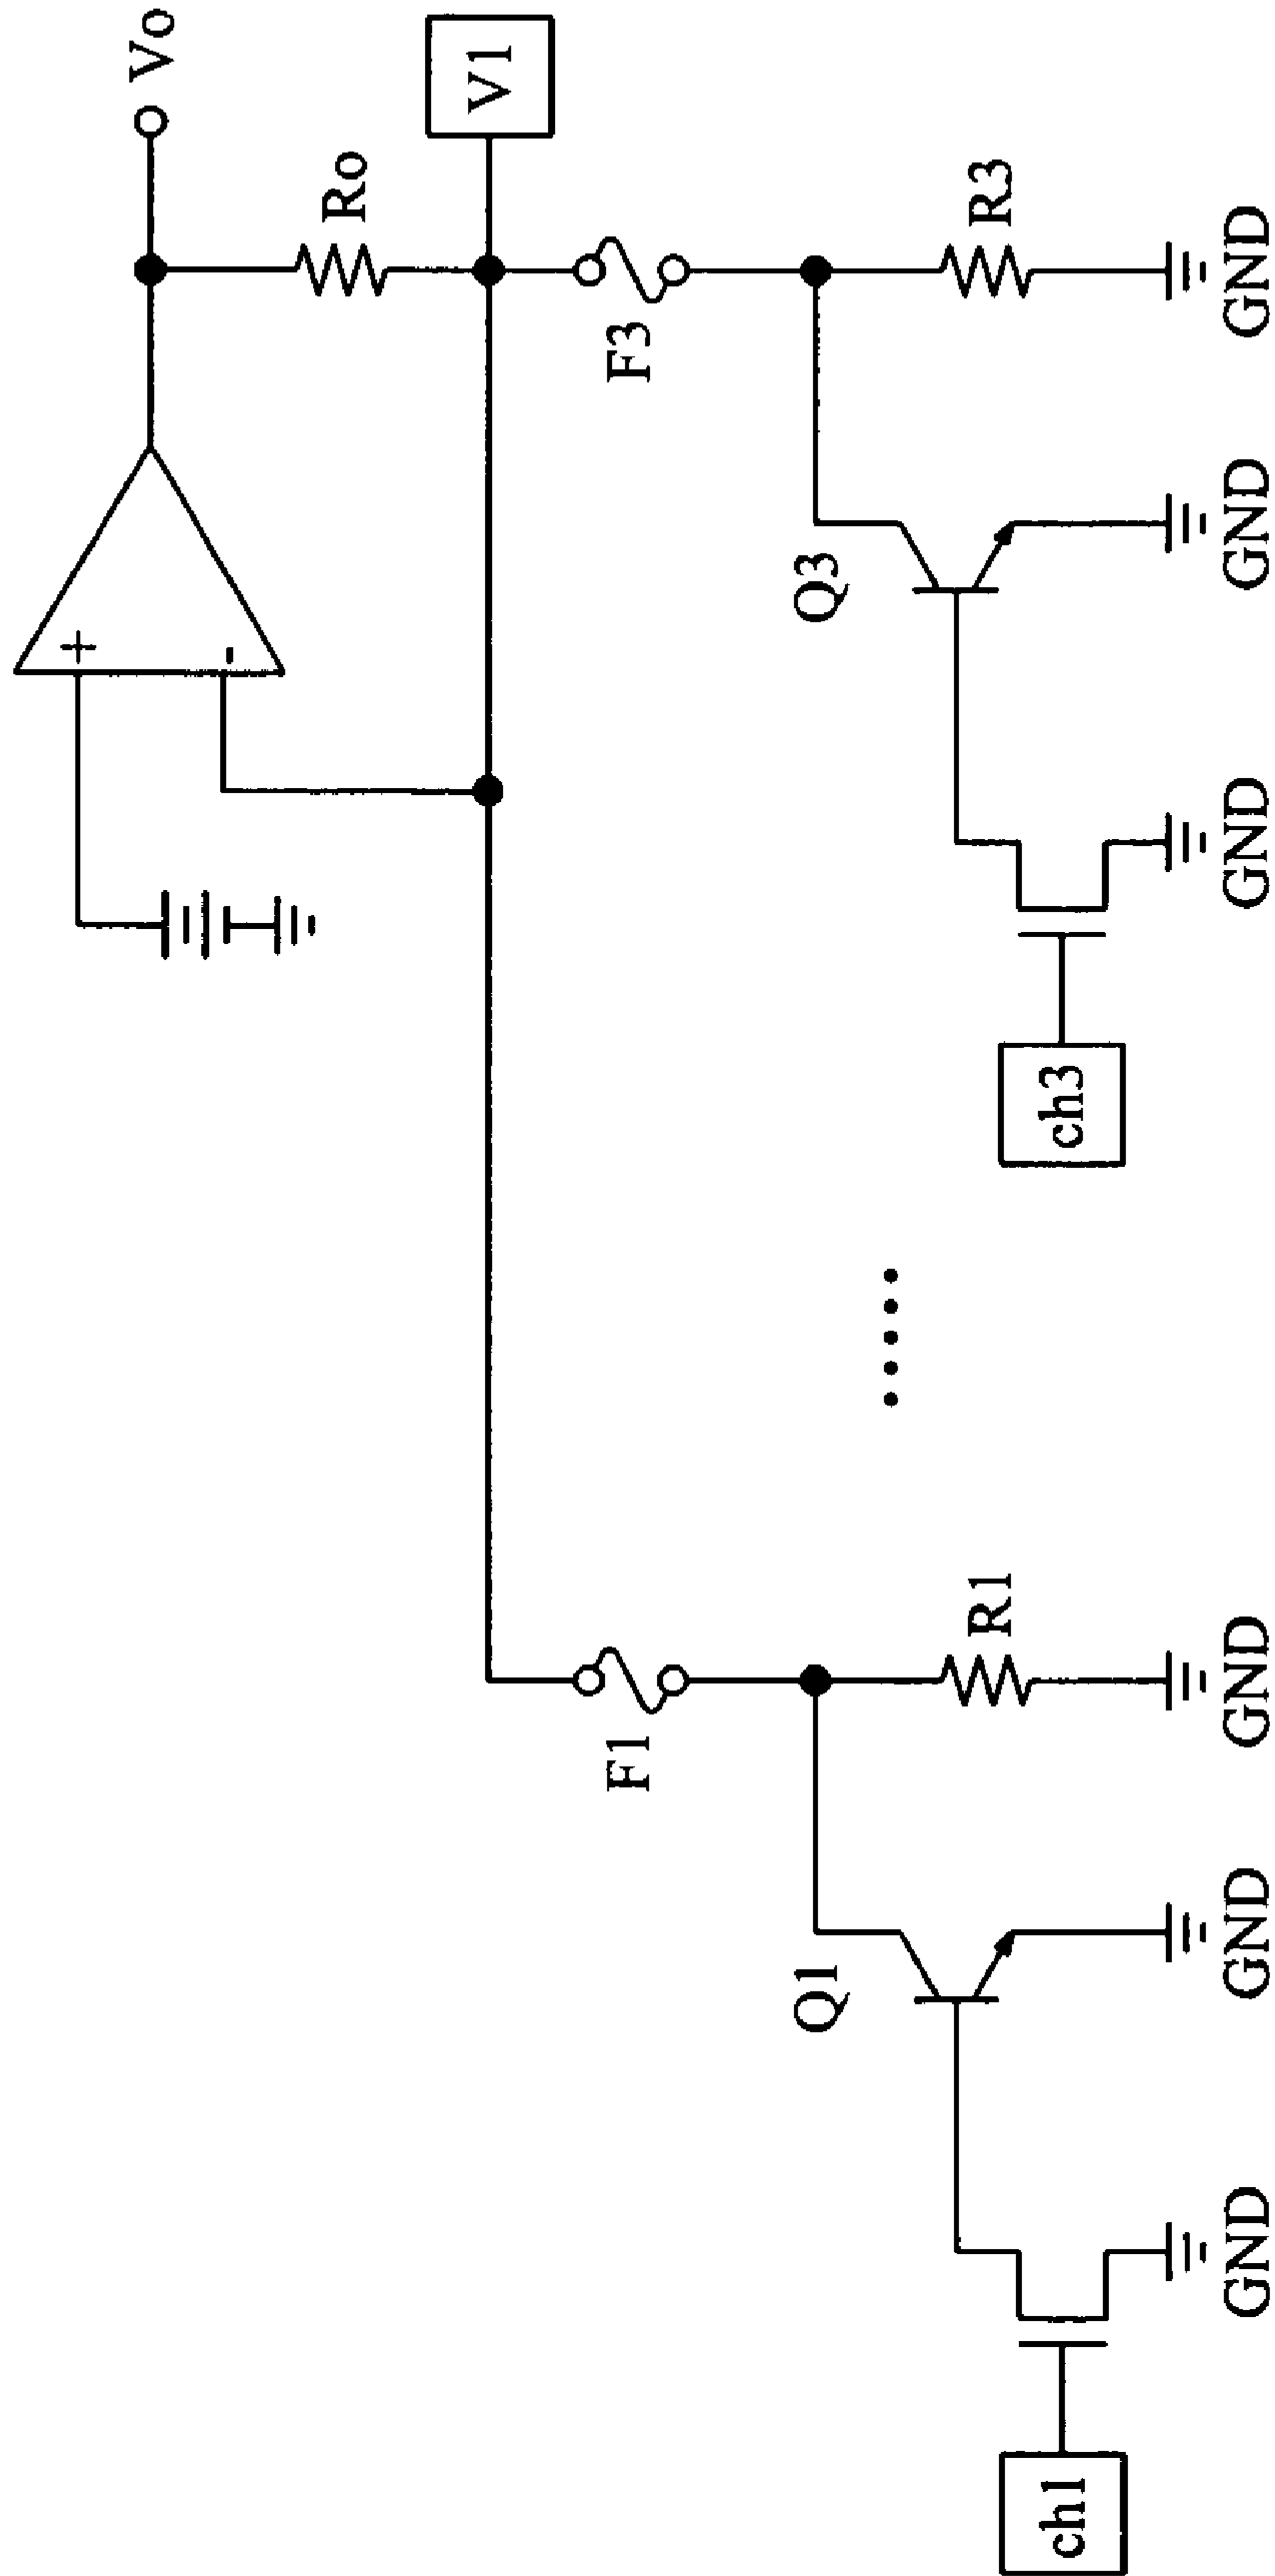 Vo
+
-
Ro
V1
F1
F3
Q1
R1
Q3
R3
ch1
ch3
GND
GND
GND
GND
GND
GND